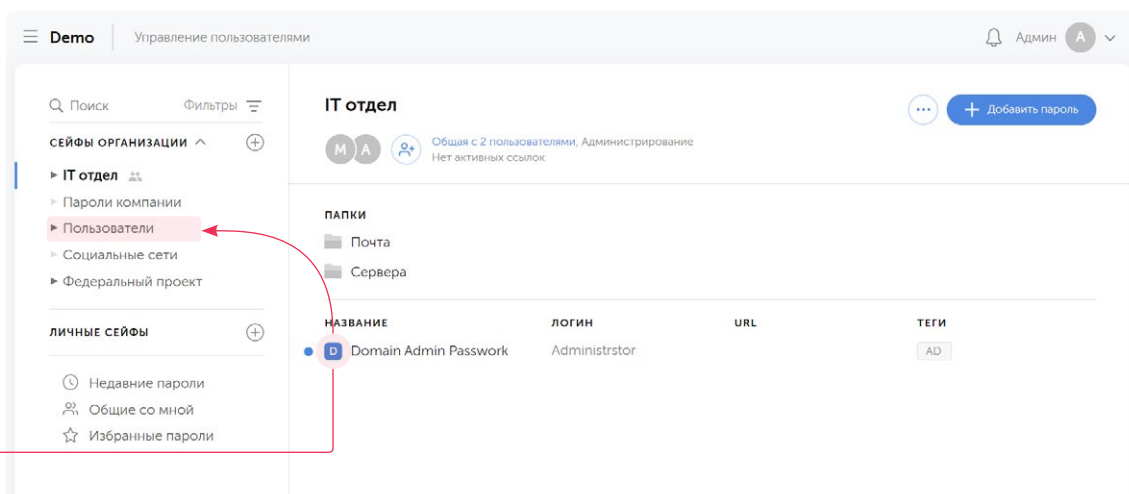 Demo
Управление пользователями
Админ
A
Поиск
Фильтры
СЕЙФЫ ОРГАНИЗАЦИИ
IT отдел
Пароли компании
Пользователи
Социальные сети
Федеральный проект
ЛИЧНЫЕ СЕЙФЫ
Недавние пароли
Общие со мной
Избранные пароли
IT отдел
Добавить пароль
M A
Общая с 2 пользователями, Администрирование
Нет активных ссылок
ПАПКИ
Почта
Сервера
НАЗВАНИЕ ЛОГИН URL ТЕГИ
D Domain Admin Passwork Administrstor AD